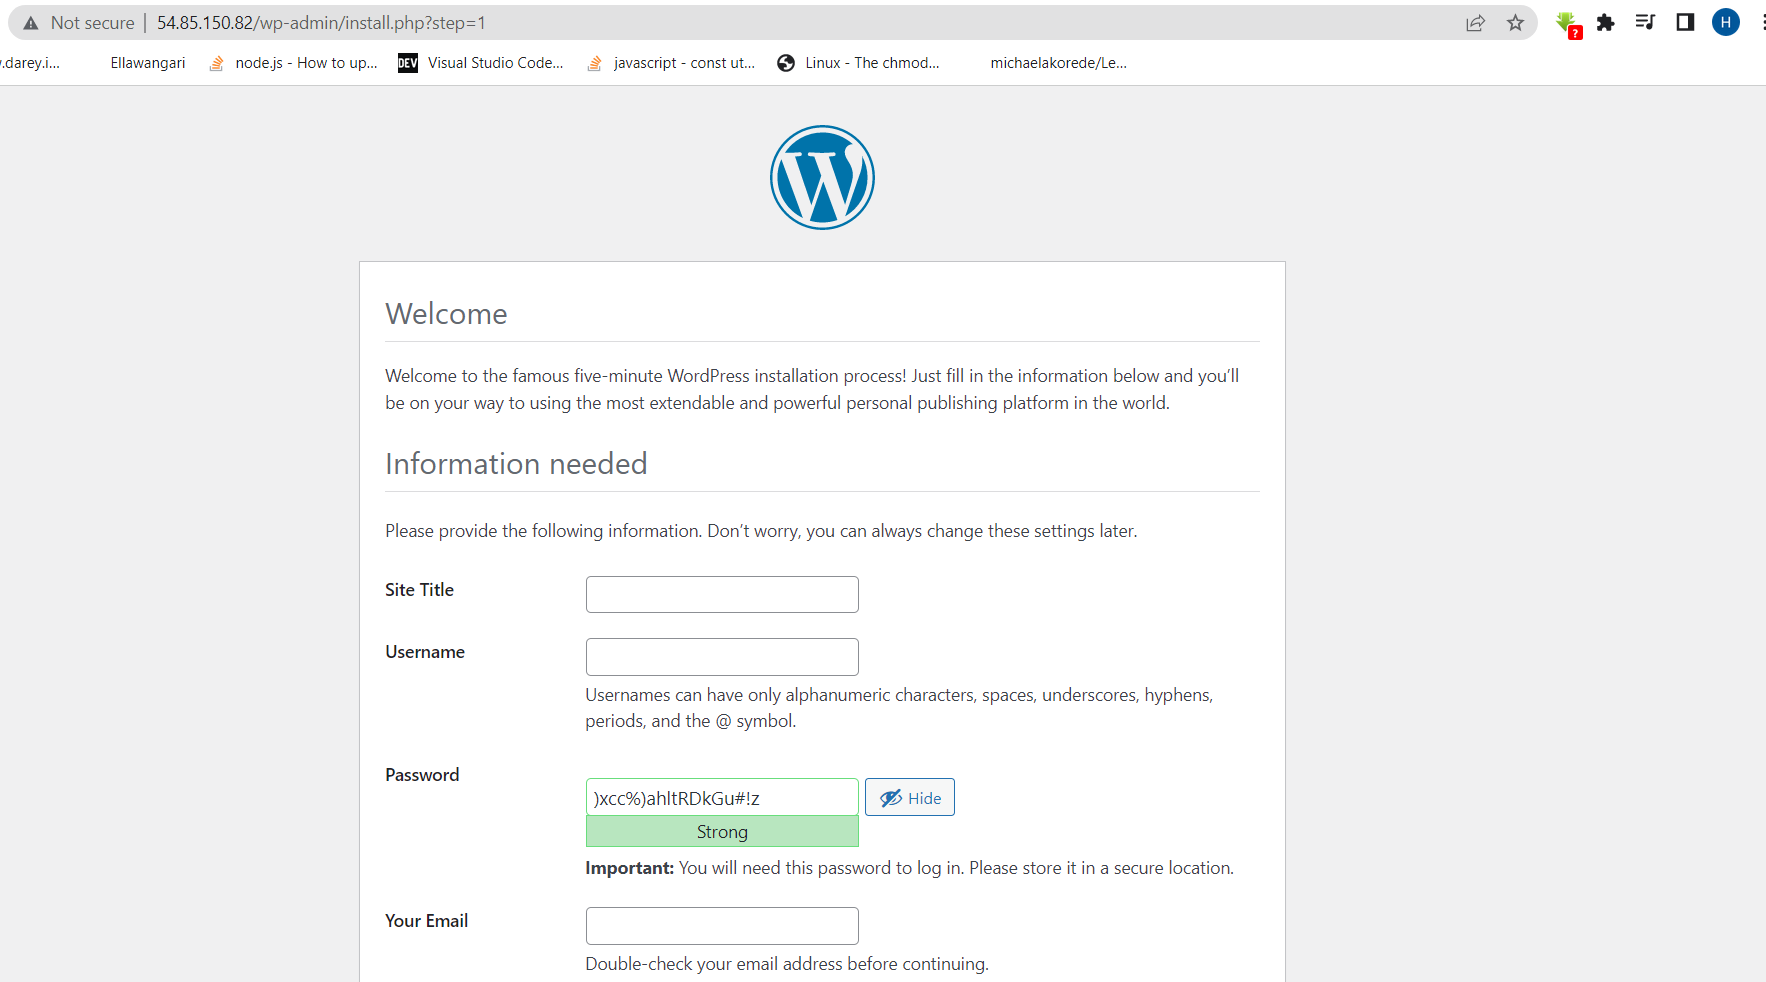 Not secure | 54.85.150.82/wp-admin/install.php?step=1
?
H
.darey.i...
Ellawangari
node.js - How to up...
DEV
Visual Studio Code...
javascript - const ut...
Linux - The chmod...
michaelakorede/Le...
W
Welcome
Welcome to the famous five-minute WordPress installation process! Just fill in the information below and you’ll
be on your way to using the most extendable and powerful personal publishing platform in the world.
Information needed
Please provide the following information. Don’t worry, you can always change these settings later.
Site Title
Username
Usernames can have only alphanumeric characters, spaces, underscores, hyphens,
periods, and the @ symbol.
Password
)xcc%)ahltRDkGu#!z
Hide
Strong
Important: You will need this password to log in. Please store it in a secure location.
Your Email
Double-check your email address before continuing.